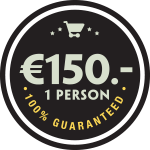 €150.-
1 PERSON
100% GUARANTEED